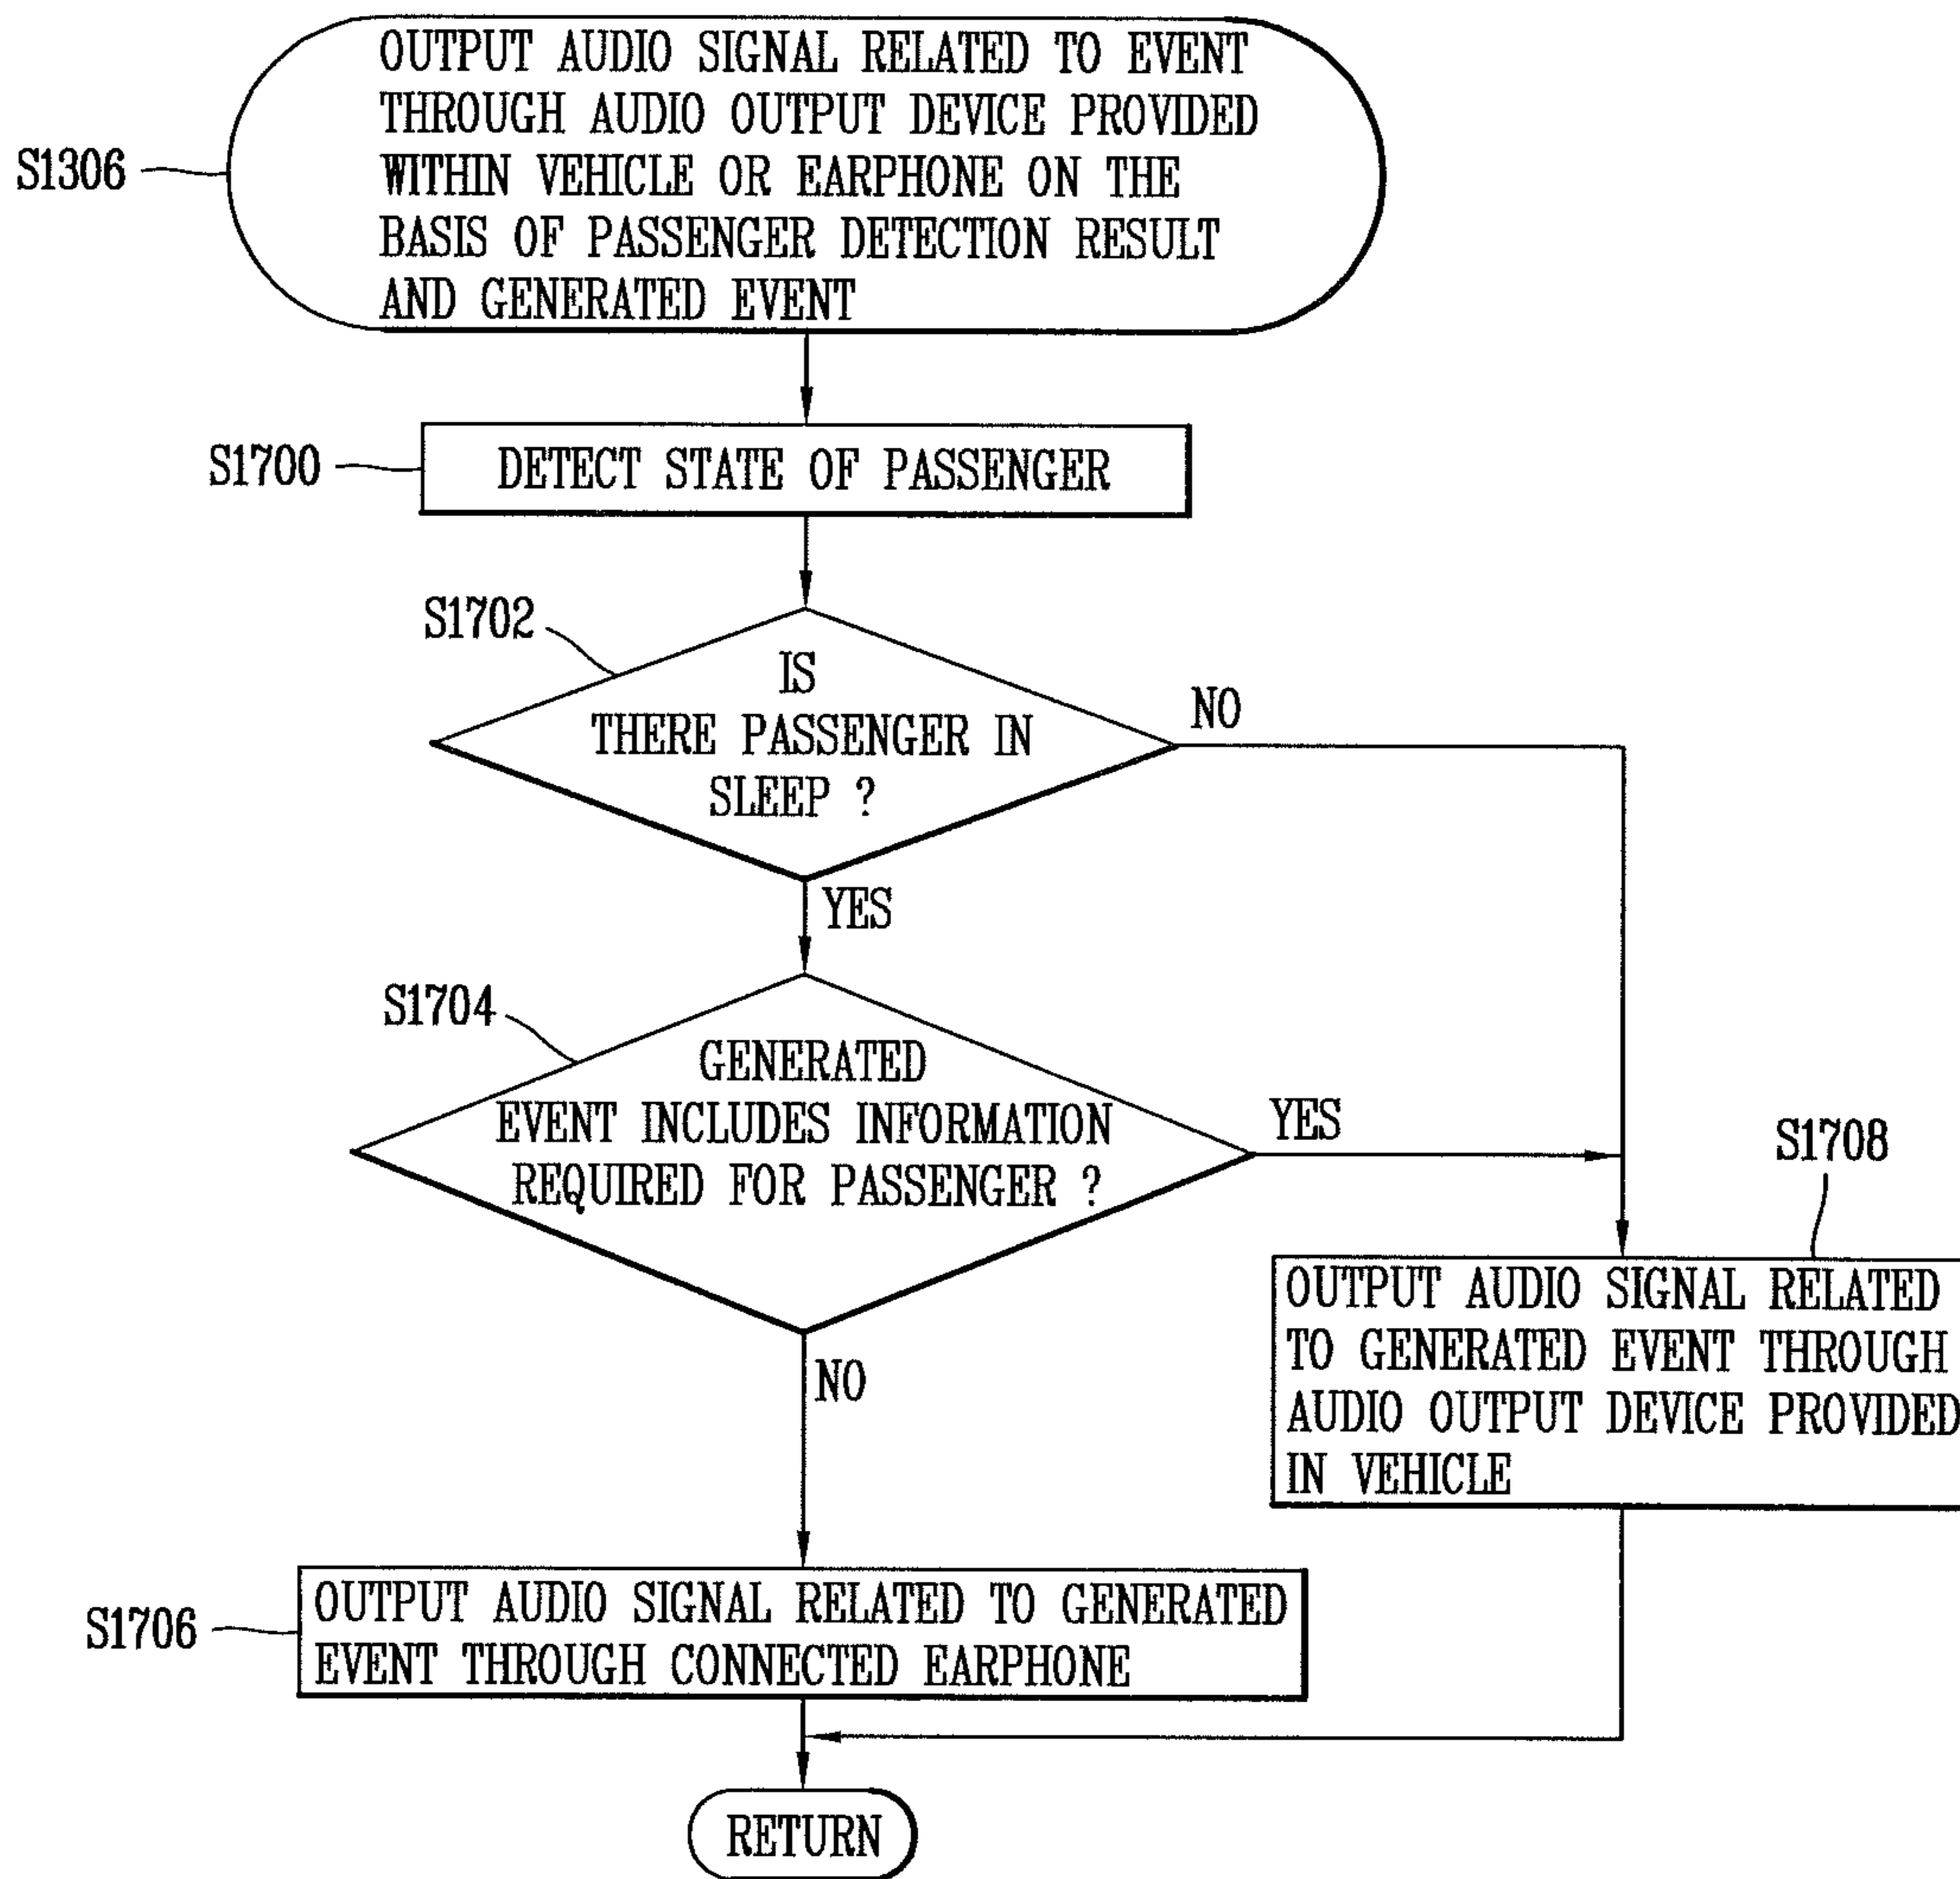 OUTPUT AUDIO SIGNAL RELATED TO EVENT
THROUGH AUDIO OUTPUT DEVICE PROVIDED
WITHIN VEHICLE OR EARPHONE ON THE
BASIS OF PASSENGER DETECTION RESULT
AND GENERATED EVENT
S1306
S1700
DETECT STATE OF PASSENGER
S1702
IS
THERE PASSENGER IN
SLEEP ?
NO
YES
S1704
GENERATED
EVENT INCLUDES INFORMATION
REQUIRED FOR PASSENGER ?
YES
S1708
NO
OUTPUT AUDIO SIGNAL RELATED
TO GENERATED EVENT THROUGH
AUDIO OUTPUT DEVICE PROVIDED
IN VEHICLE
S1706
OUTPUT AUDIO SIGNAL RELATED TO GENERATED
EVENT THROUGH CONNECTED EARPHONE
RETURN